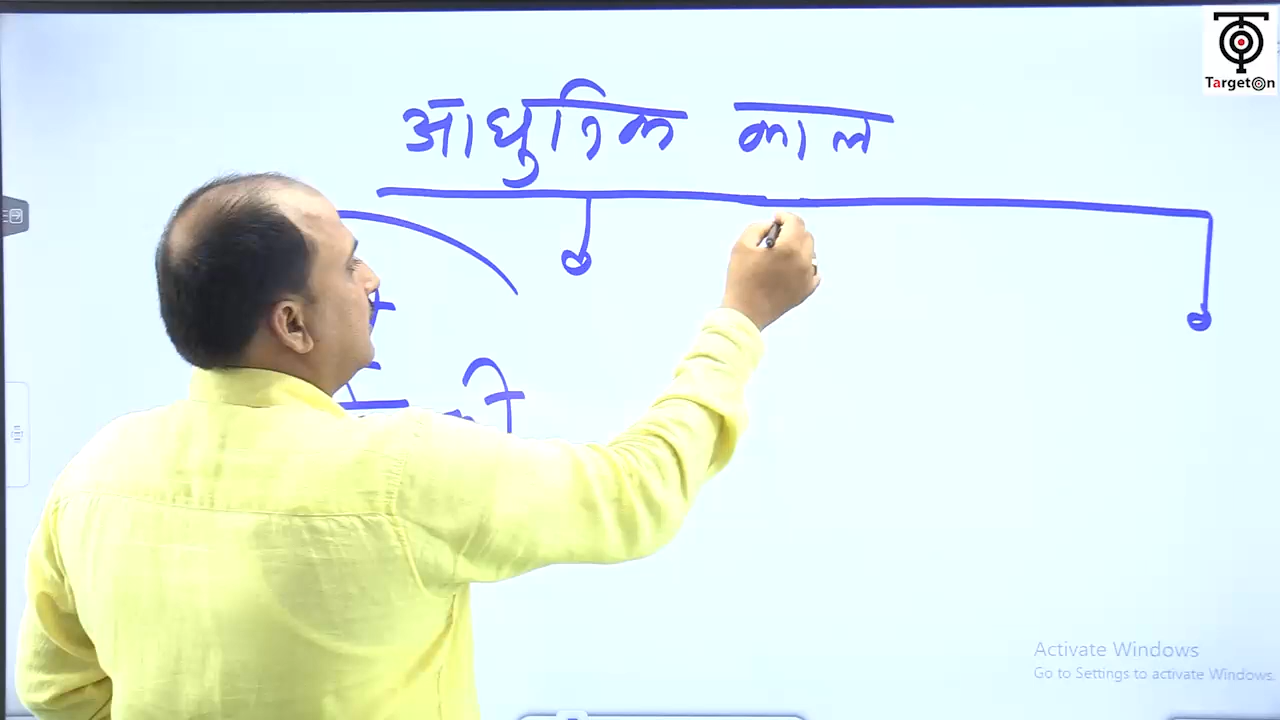 TargetOn
आधुनिक काल
Activate Windows
Go to Settings to activate Windows.